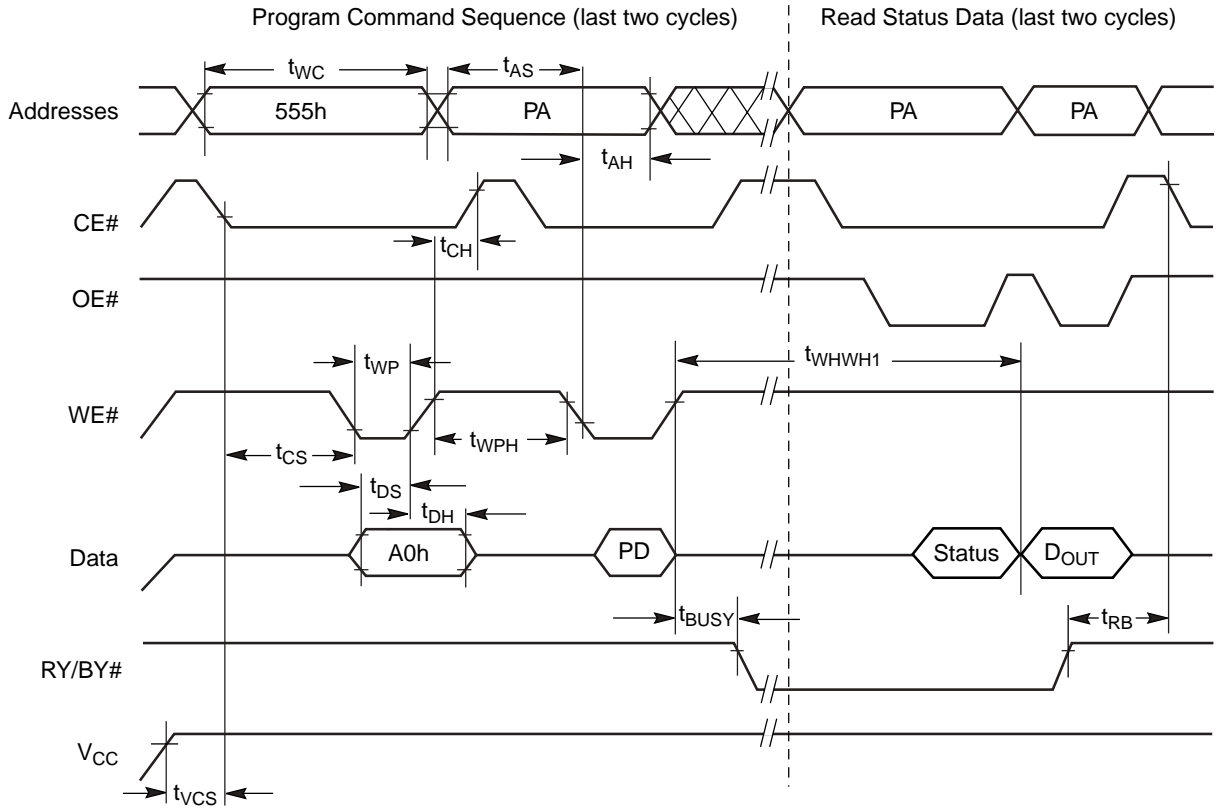 Program Command Sequence (last two cycles) Read Status Data (last two cycles)
tWC tAS
Addresses 555h PA PA PA
tAH
CE#
tCH
OE#
tWP tWHWH1
WE#
tCS tWPH
tDS
tDH
Data A0h PD Status DOUT
tBUSY tRB
RY/BY#
VCC
tVCS